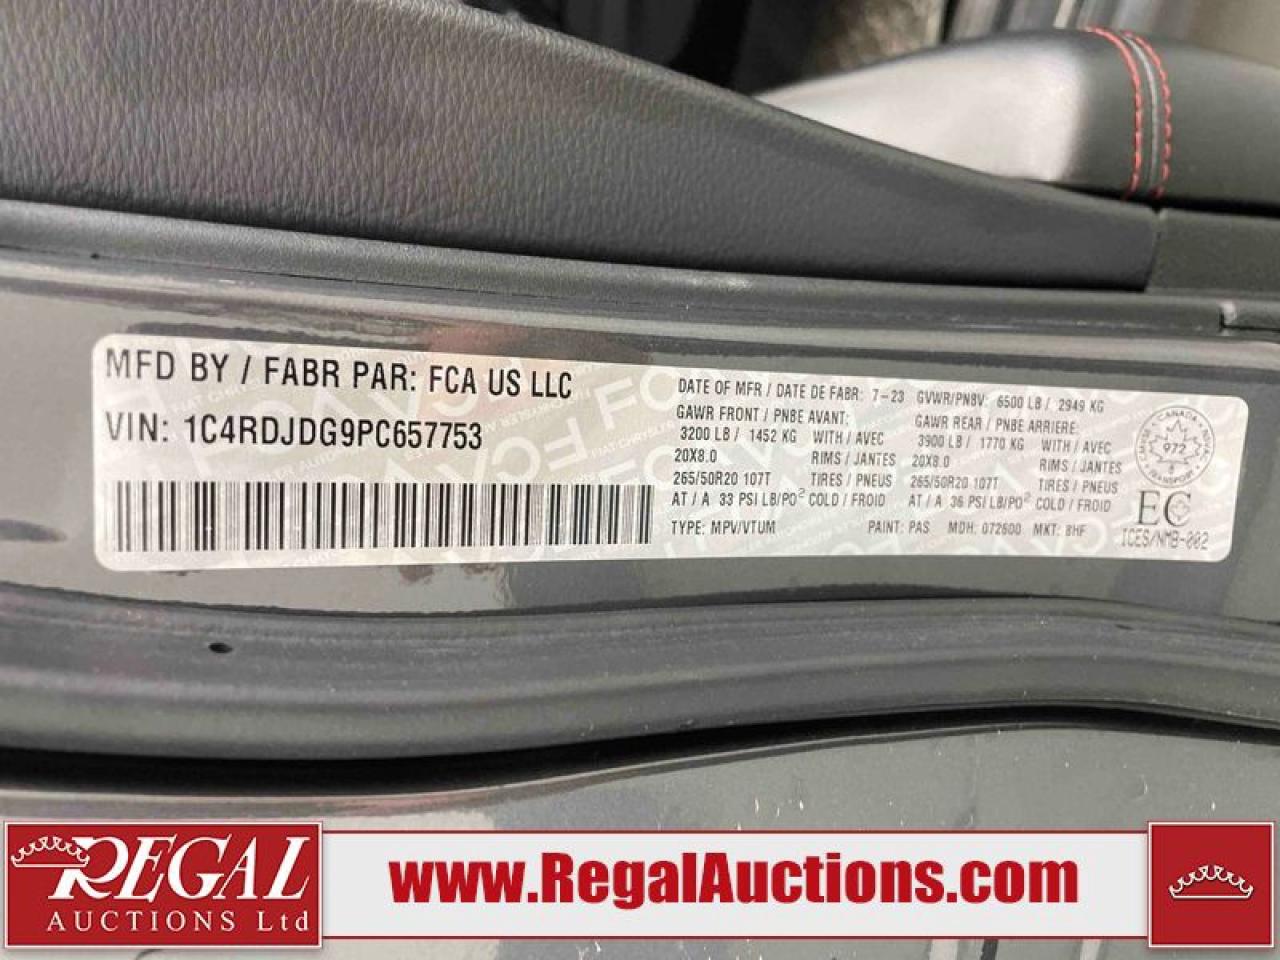 MFD BY / FABR PAR: FCA US LLC
VIN: 1C4RDJDG9PC657753
DATE OF MFR / DATE DE FABR: 7-23 GVWR/PNBV: 6500 LB / 2949 KG
GAWR FRONT / PNBE AVANT: GAWR REAR / PNBE ARRIERE:
3200 LB / 1452 KG WITH / AVEC 3900 LB / 1770 KG WITH / AVEC
20X8.0 RIMS / JANTES 20X8.0 RIMS / JANTES
265/50R20 107T TIRES / PNEUS 265/50R20 107T TIRES / PNEUS
AT / A 33 PSI LB/PO² COLD / FROID AT / A 36 PSI LB/PO² COLD / FROID
TYPE: MPV/VTUM PAINT: PAS MDH: 072600 MKT: 8HF
CANADA
972
TRANSPORT
EC
ICES/NMB-002
REGAL
AUCTIONS Ltd
www.RegalAuctions.com